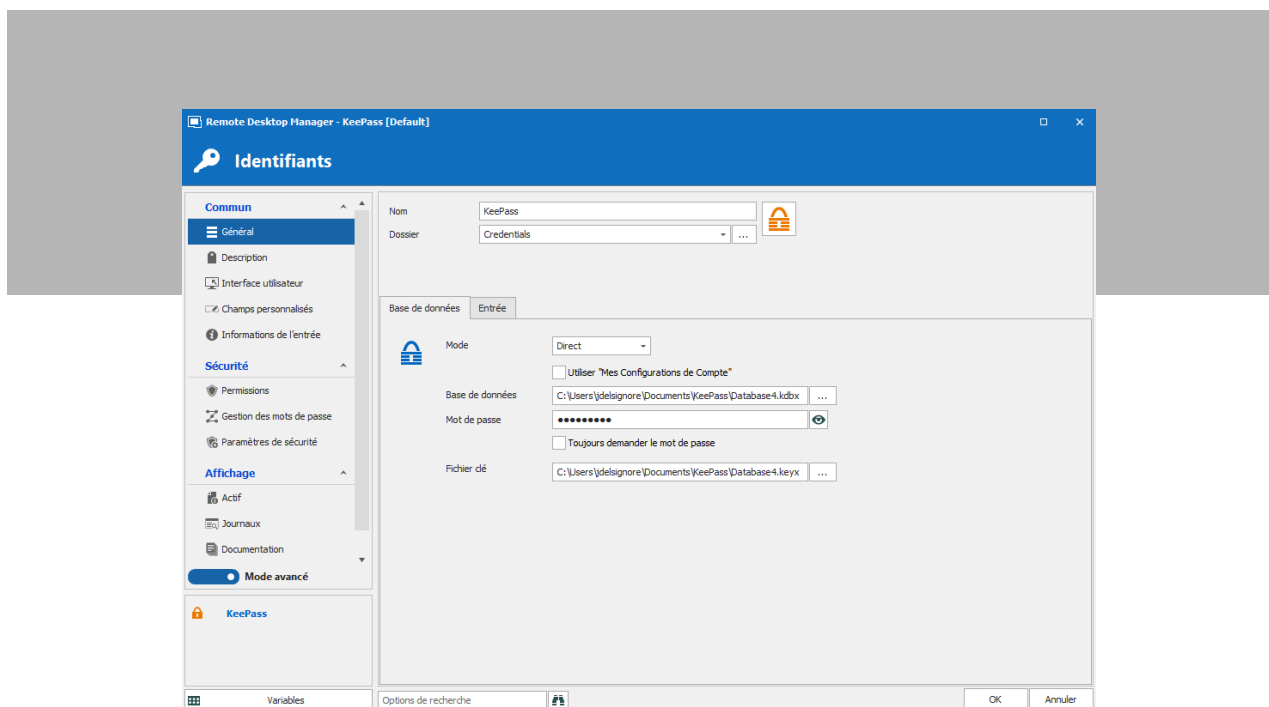 Remote Desktop Manager - KeePass [Default]
Identifiants
Commun
Général
Description
Interface utilisateur
Champs personnalisés
Informations de l'entrée
Sécurité
Permissions
Gestion des mots de passe
Paramètres de sécurité
Affichage
Actif
Journaux
Documentation
Mode avancé
KeePass
Variables
Nom
KeePass
Dossier
Credentials
...
Base de données
Entrée
Mode
Direct
Utiliser "Mes Configurations de Compte"
Base de données
C:\Users\jdelsignore\Documents\KeePass\Database4.kdbx
...
Mot de passe
•••••••••
Toujours demander le mot de passe
Fichier clé
C:\Users\jdelsignore\Documents\KeePass\Database4.keyx
...
Options de recherche
OK
Annuler